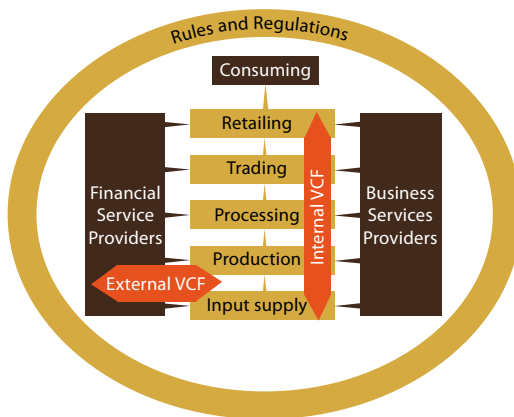 Rules and Regulations
Consuming
Retailing
Trading
Processing
Production
Input supply
Financial
Service
Providers
External VCF
Internal VCF
Business
Services
Providers